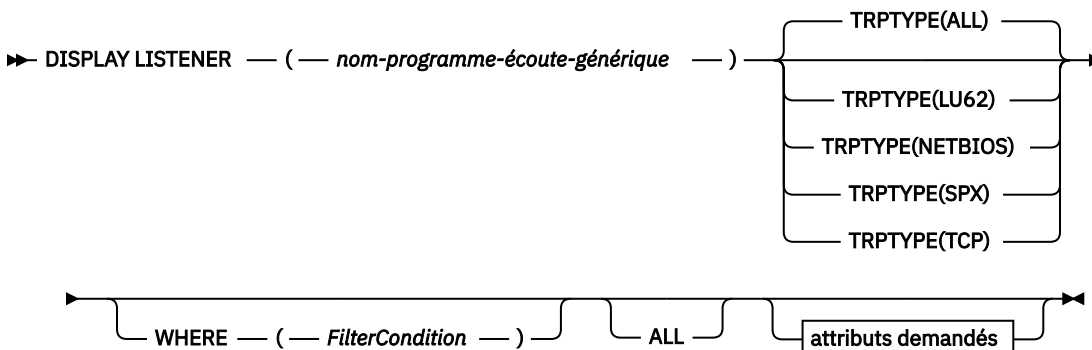 TRPTYPE(ALL)
DISPLAY LISTENER ( nom-programme-écoute-générique )
TRPTYPE(LU62)
TRPTYPE(NETBIOS)
TRPTYPE(SPX)
TRPTYPE(TCP)
WHERE ( FilterCondition ) ALL attributs demandés